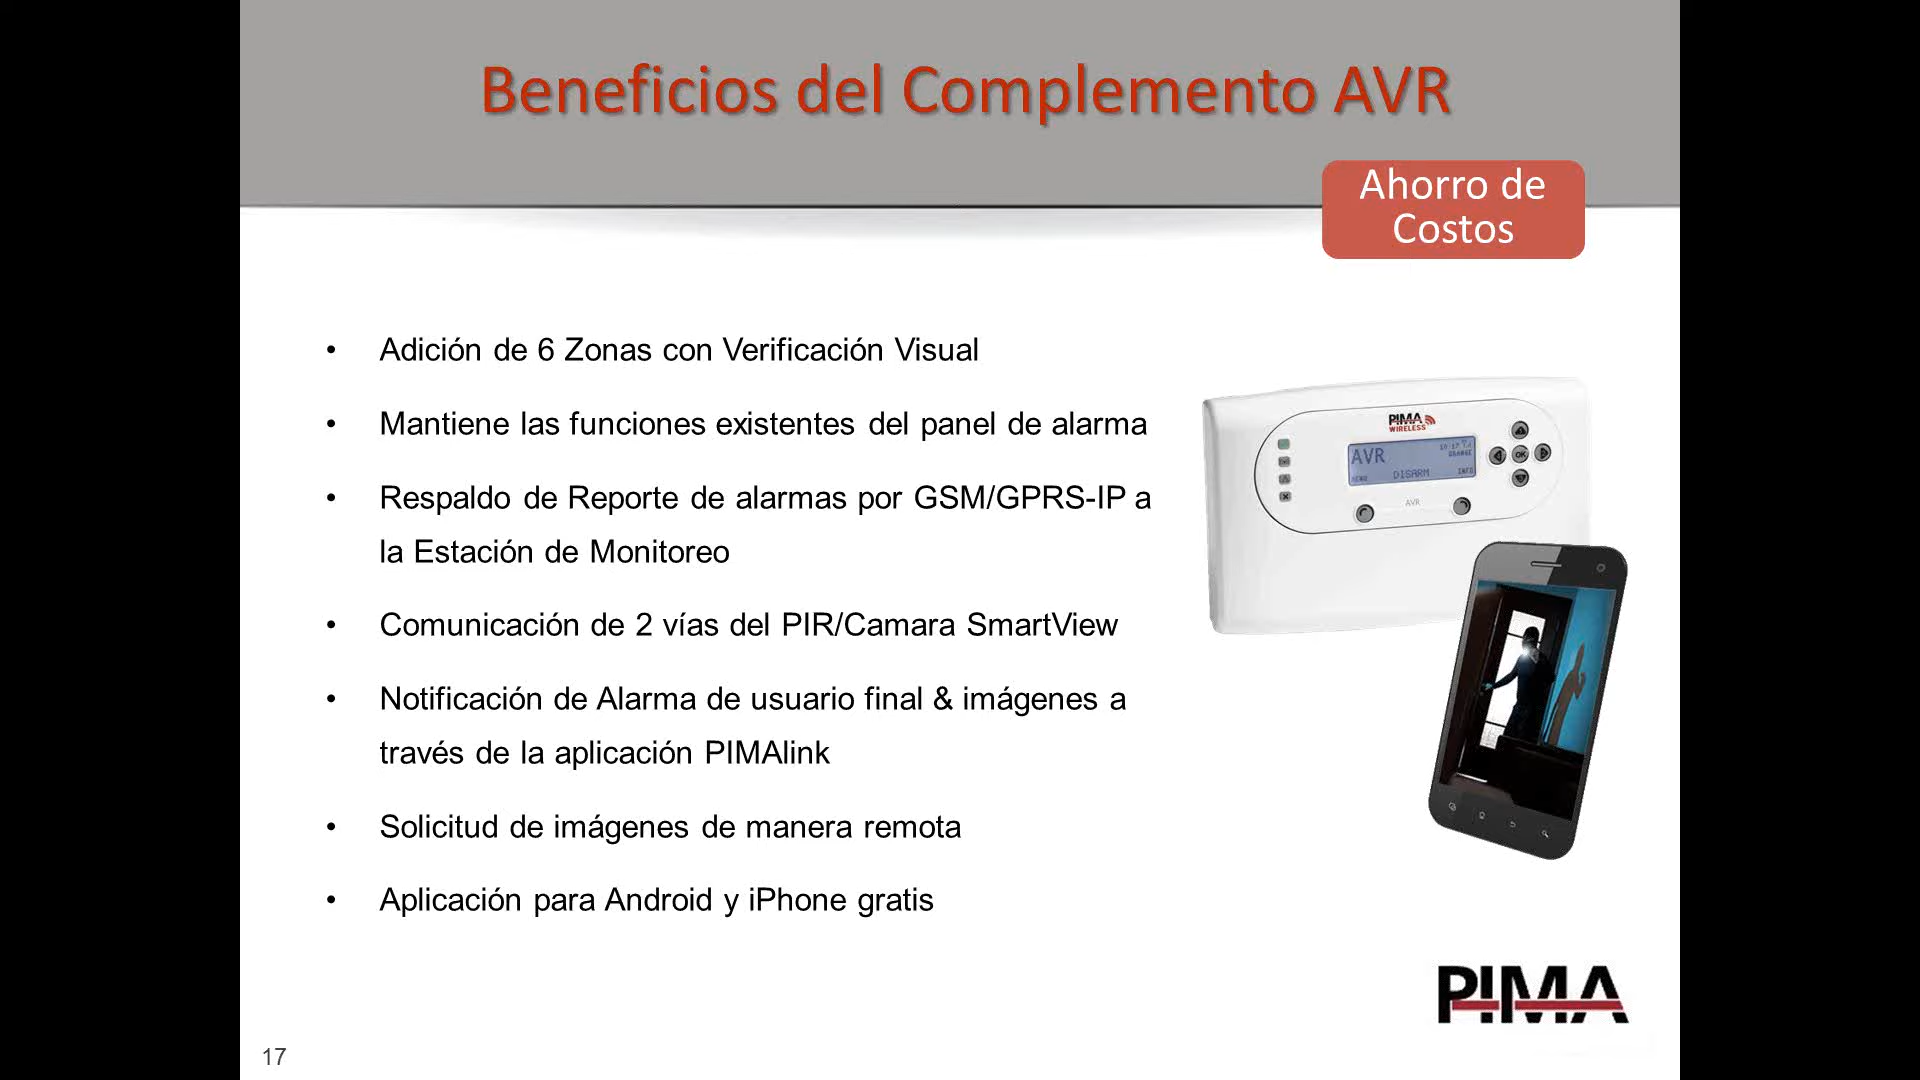 Beneficios del Complemento AVR
Ahorro de
Costos
• Adición de 6 Zonas con Verificación Visual
• Mantiene las funciones existentes del panel de alarma
• Respaldo de Reporte de alarmas por GSM/GPRS-IP a
la Estación de Monitoreo
• Comunicación de 2 vías del PIR/Camara SmartView
• Notificación de Alarma de usuario final & imágenes a
través de la aplicación PIMAlink
• Solicitud de imágenes de manera remota
• Aplicación para Android y iPhone gratis
PIMA
WIRELESS
AVR
DISARM
INFO
AVR
OK
PIMA
17